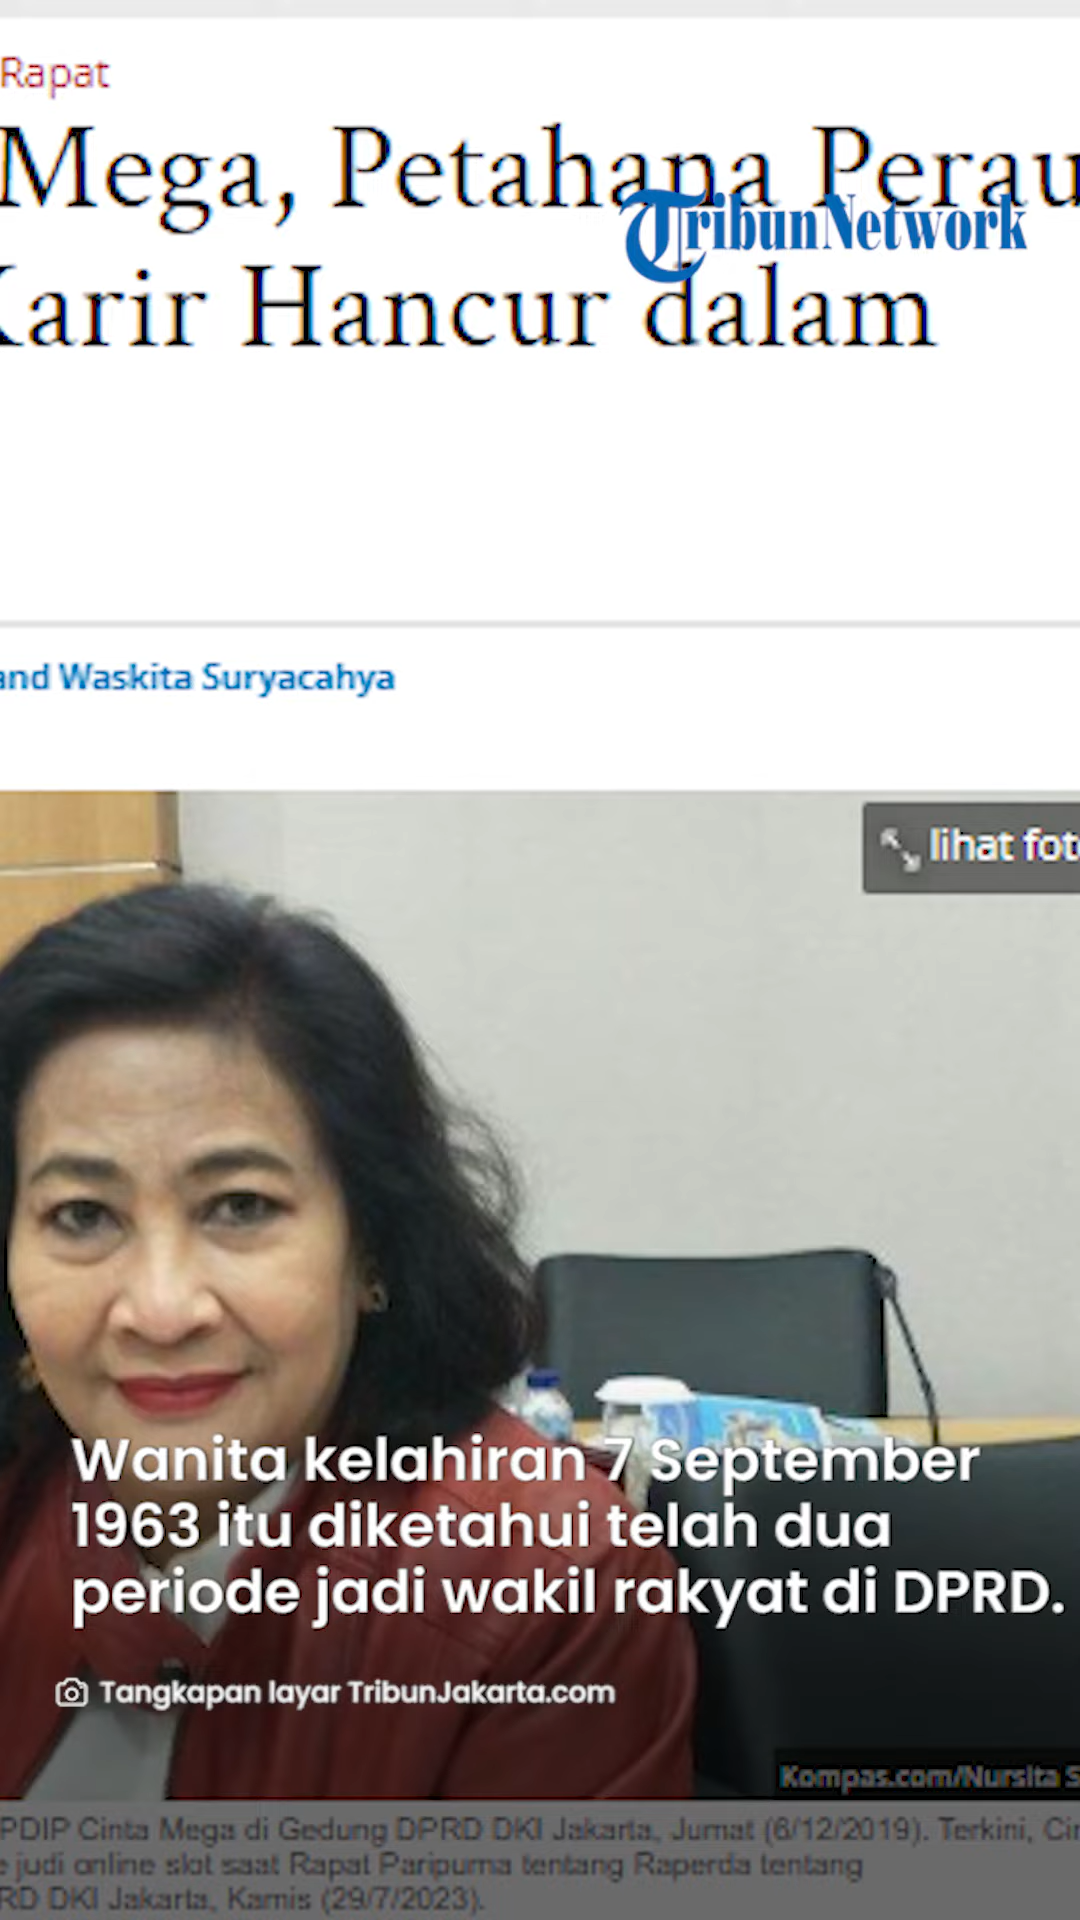 Rapat
Mega, Petahana Perau
Karir Hancur dalam
TribunNetwork
and Waskita Suryacahya
lihat foto
Wanita kelahiran 7 September
1963 itu diketahui telah dua
periode jadi wakil rakyat di DPRD.
Tangkapan layar TribunJakarta.com
Kompas.com/Nursita S
PDIP Cinta Mega di Gedung DPRD DKI Jakarta, Jumat (6/12/2019). Terkini, Cin
e judi online slot saat Rapat Paripurna tentang Raperda tentang
RD DKI Jakarta, Kamis (29/7/2023).